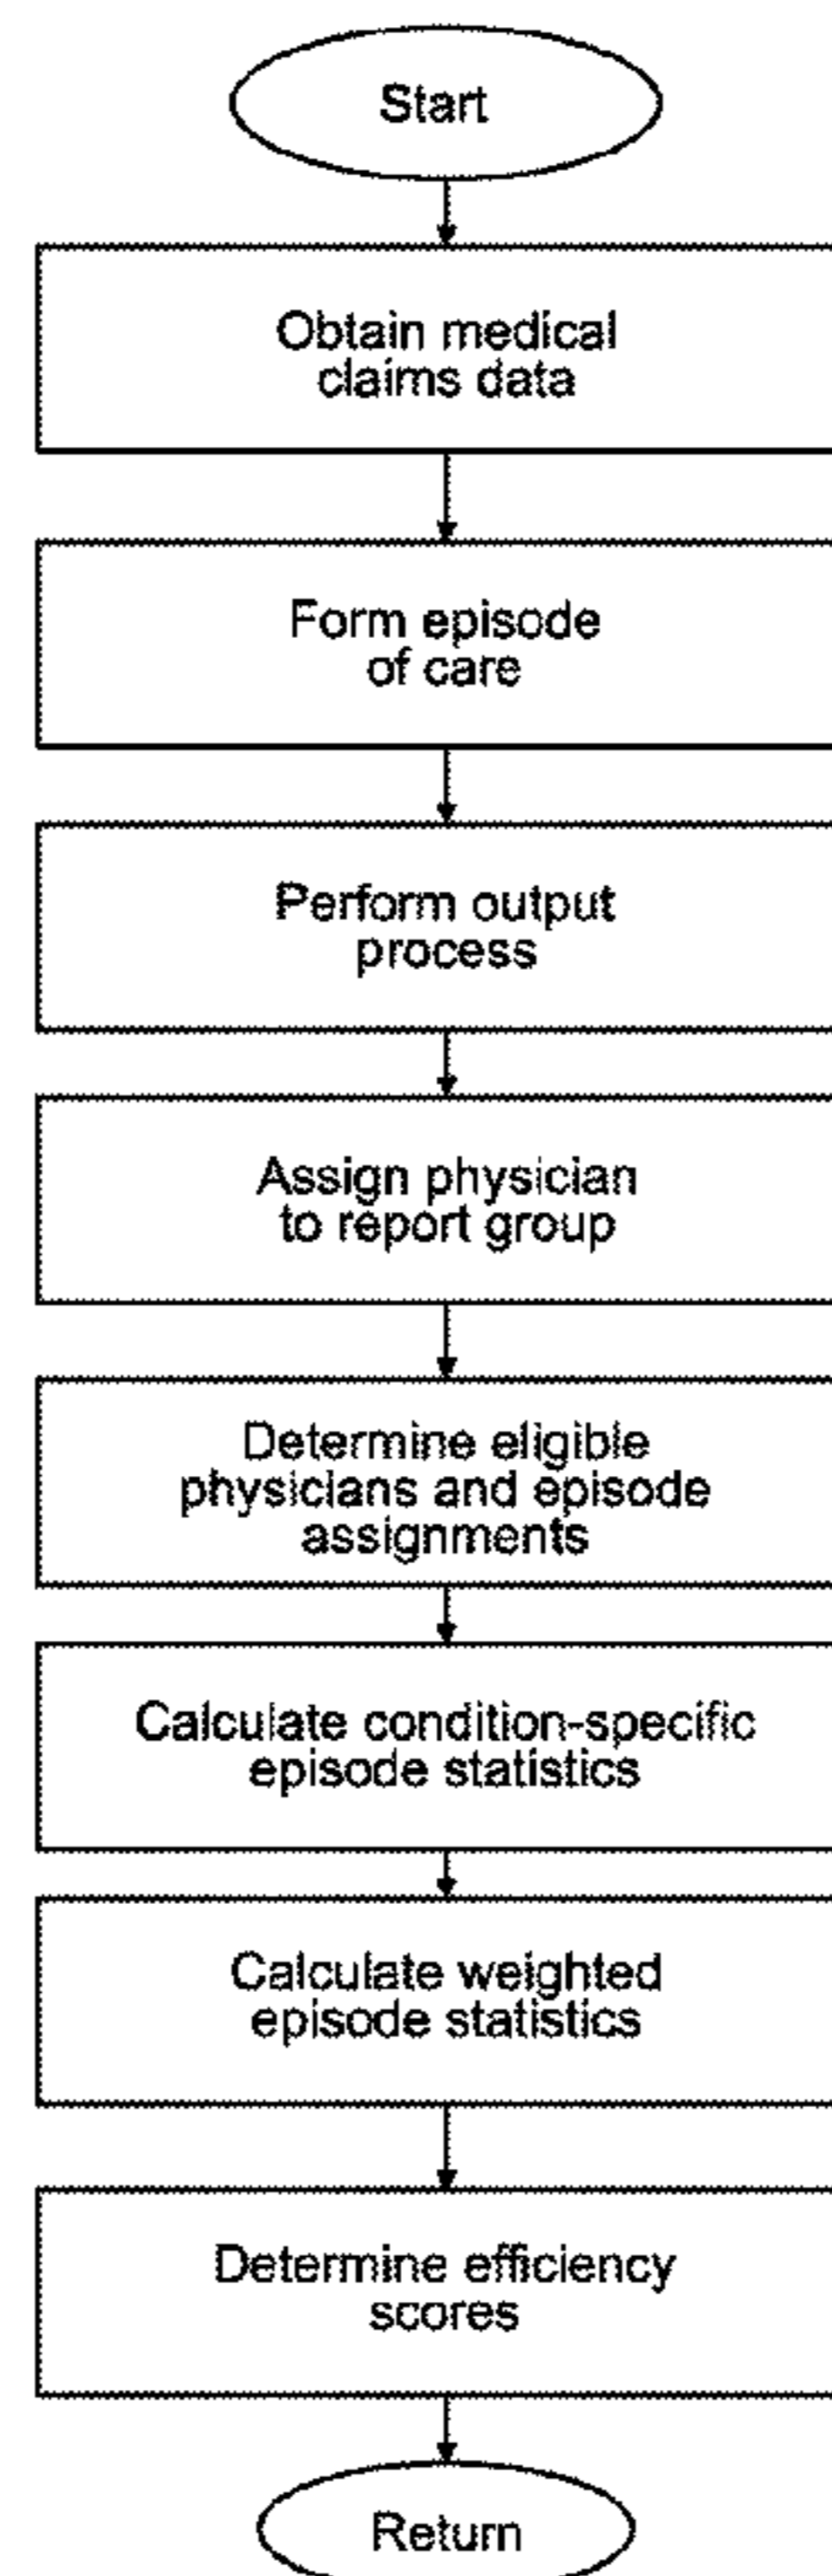 Start
Obtain medical
claims data
Form episode
of care
Perform output
process
Assign physician
to report group
Determine eligible
physicians and episode
assignments
Calculate condition-specific
episode statistics
Calculate weighted
episode statistics
Determine efficiency
scores
Return